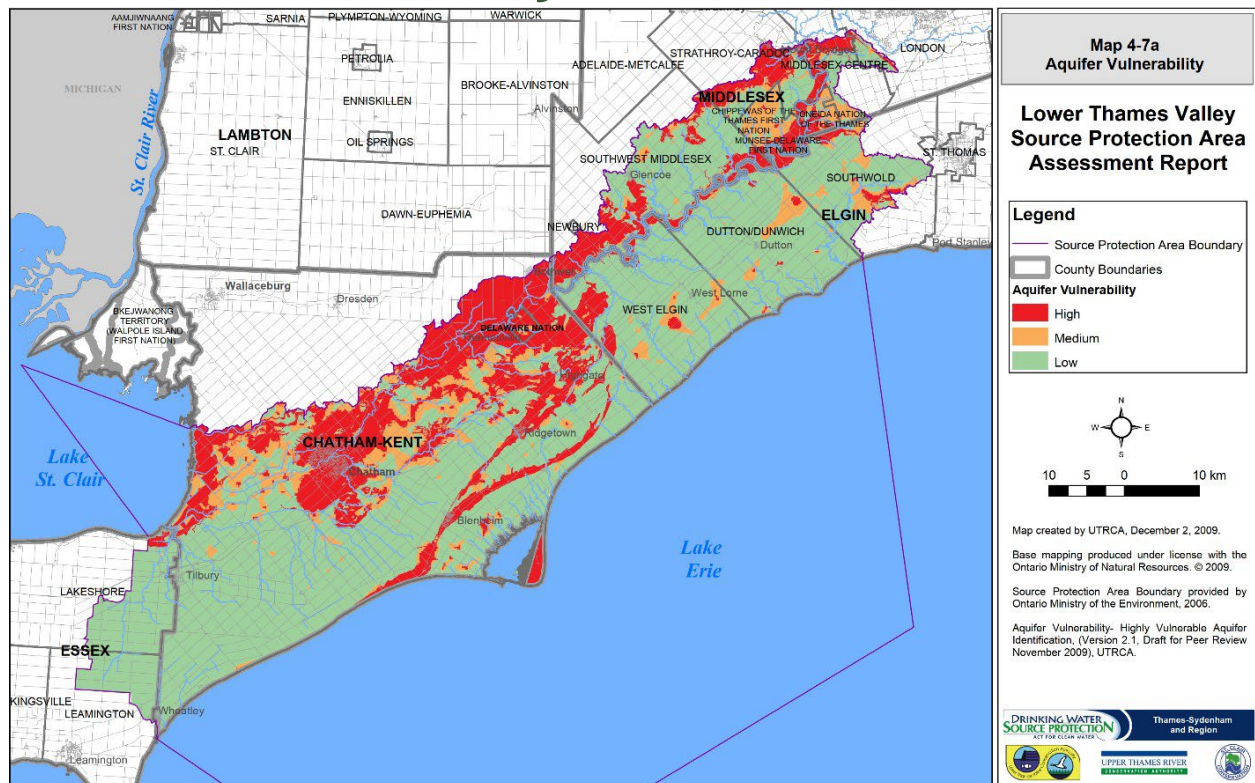 AAMJIWNAANG
FIRST NATION
SARNIA
PLYMPTON-WYOMING
WARWICK
STRATHROY-CARADOC
LONDON
PETROLIA
ADELAIDE-METCALFE
MIDDLESEX CENTRE
MICHIGAN
BROOKE-ALVINSTON
ENNISKILLEN
Alvinston
MIDDLESEX
CHIPPEWAS OF THE
THAMES FIRST
NATION
ONEIDA NATION
OF THE THAMES
MUNSEE-DELAWARE
FIRST NATION
St. Clair River
LAMBTON
ST. CLAIR
OIL SPRINGS
ST. THOMAS
SOUTHWEST MIDDLESEX
Glencoe
SOUTHWOLD
DAWN-EUPHEMIA
NEWBURY
ELGIN
DUTTON/DUNWICH
Dutton
Port Stanley
Bothwell
Wallaceburg
Dresden
West Lorne
WEST ELGIN
BKEJWANONG
TERRITORY
(WALPOLE ISLAND
FIRST NATION)
DELAWARE NATION
CHATHAM-KENT
Ridgetown
Lake
St. Clair
Chatham
Blenheim
Lake
Erie
Tilbury
LAKESHORE
ESSEX
KINGSVILLE
LEAMINGTON
Wheatley
Leamington
Map 4-7a
Aquifer Vulnerability
Lower Thames Valley
Source Protection Area
Assessment Report
Legend
Source Protection Area Boundary
County Boundaries
Aquifer Vulnerability
High
Medium
Low
N
W E
S
10 5 0 10 km
Map created by UTRCA, December 2, 2009.
Base mapping produced under license with the
Ontario Ministry of Natural Resources. © 2009.
Source Protection Area Boundary provided by
Ontario Ministry of the Environment, 2006.
Aquifer Vulnerability- Highly Vulnerable Aquifer
Identification, (Version 2.1, Draft for Peer Review
November 2009), UTRCA.
DRINKING WATER
SOURCE PROTECTION
ACT FOR CLEAN WATER
Thames-Sydenham
and Region
UPPER THAMES RIVER
CONSERVATION AUTHORITY